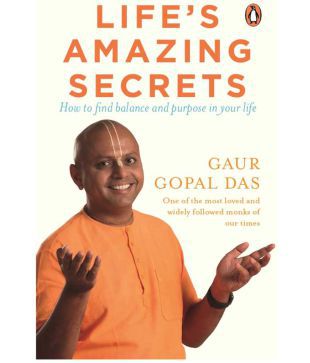 LIFE'S
AMAZING
SECRETS
How to find balance and purpose in your life
GAUR
GOPAL DAS
One of the most loved and
widely followed monks of
our times